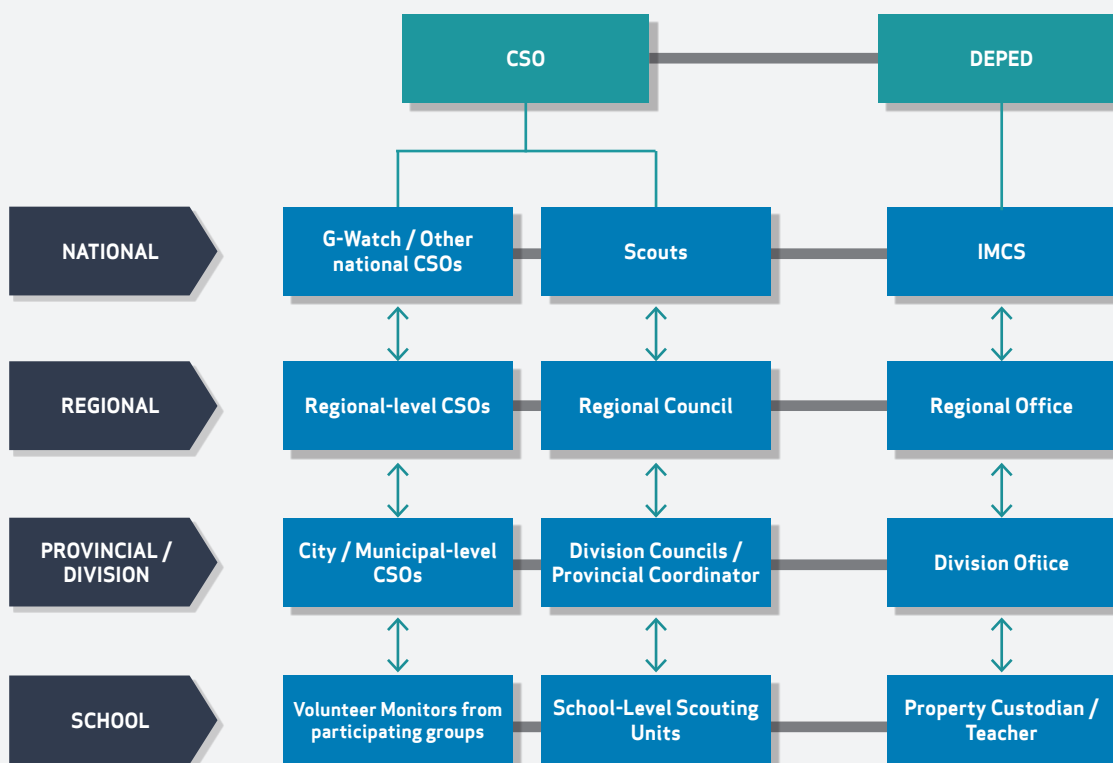 CSO
DEPED
NATIONAL
G-Watch / Other
national CSOs
Scouts
IMCS
REGIONAL
Regional-level CSOs
Regional Council
Regional Office
PROVINCIAL /
DIVISION
City / Municipal-level
CSOs
Division Councils /
Provincial Coordinator
Division Ofiice
SCHOOL
Volunteer Monitors from
participating groups
School-Level Scouting
Units
Property Custodian /
Teacher